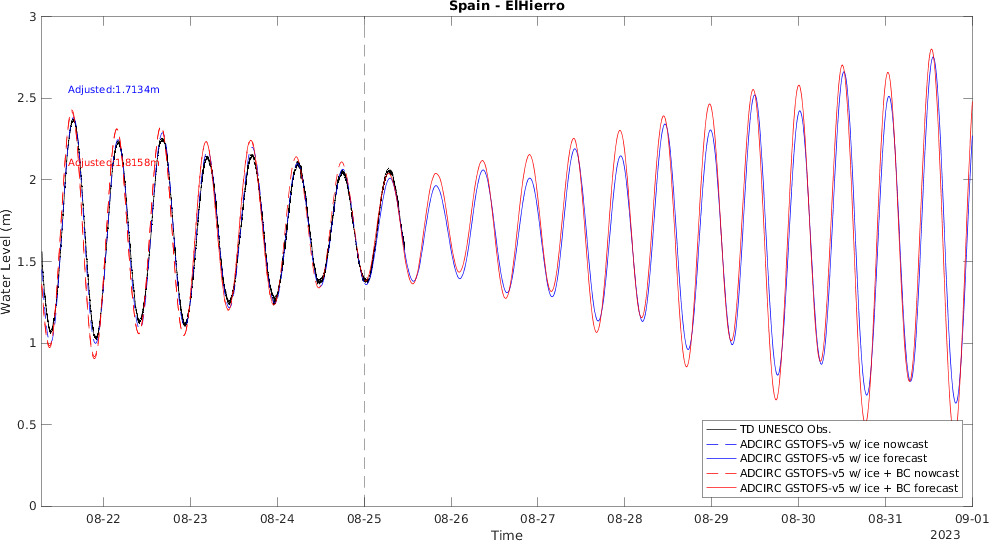 Spain - ElHierro
Adjusted:1.7134m
Adjusted:1.8158m
Water Level (m)
3
2.5
2
1.5
1
0.5
0
TD UNESCO Obs.
ADCIRC GSTOFS-v5 w/ ice nowcast
ADCIRC GSTOFS-v5 w/ ice forecast
ADCIRC GSTOFS-v5 w/ ice + BC nowcast
ADCIRC GSTOFS-v5 w/ ice + BC forecast
08-22 08-23 08-24 08-25 08-26 08-27 08-28 08-29 08-30 08-31 09-01
Time
2023